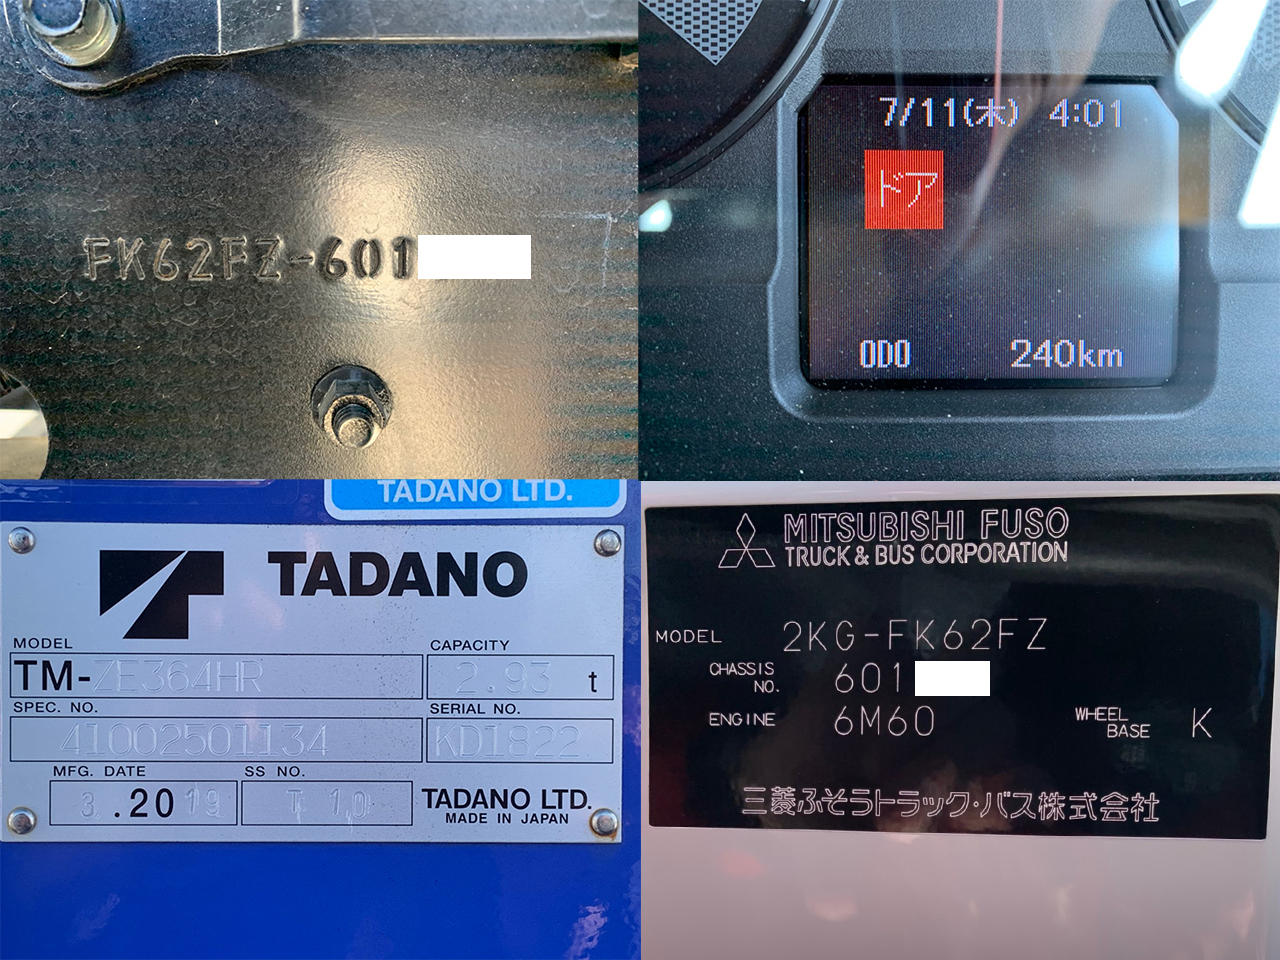 FK62FZ-601
7/11(木) 4:01
ドア
ODO 240km
TADANO LTD.
TADANO
MODEL
CAPACITY
TM-ZE364HR
2.93 t
SPEC. NO.
SERIAL NO.
41002501134
KD1822
MFG. DATE
SS NO.
3.2019
T 10
TADANO LTD.
MADE IN JAPAN
MITSUBISHI FUSO
TRUCK & BUS CORPORATION
MODEL 2KG-FK62FZ
CHASSIS NO. 601
ENGINE 6M60
WHEEL BASE K
三菱ふそうトラック・バス株式会社